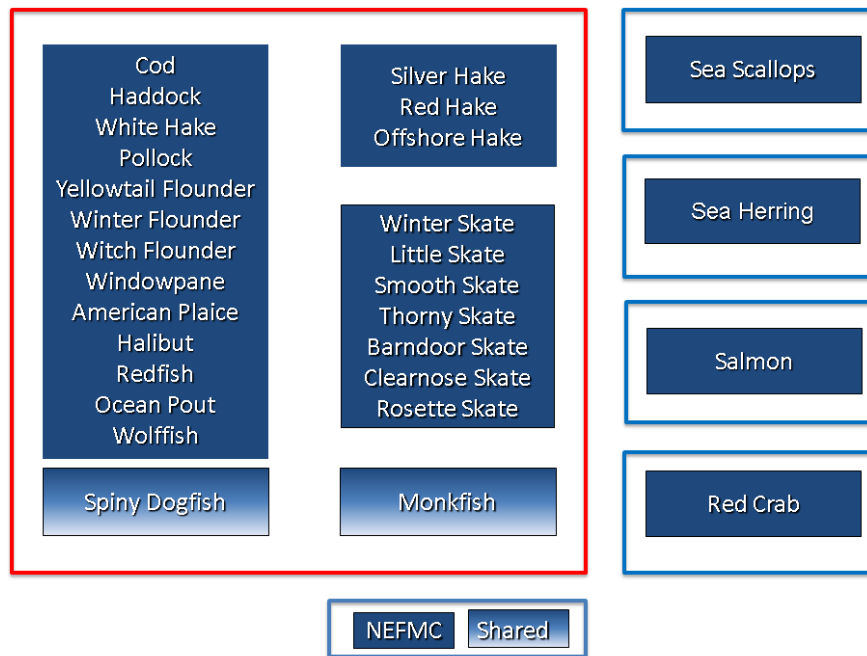 Cod
Haddock
White Hake
Pollock
Yellowtail Flounder
Winter Flounder
Witch Flounder
Windowpane
American Plaice
Halibut
Redfish
Ocean Pout
Wolffish
Spiny Dogfish
Silver Hake
Red Hake
Offshore Hake
Winter Skate
Little Skate
Smooth Skate
Thorny Skate
Barndoor Skate
Clearnose Skate
Rosette Skate
Monkfish
Sea Scallops
Sea Herring
Salmon
Red Crab
NEFMC
Shared